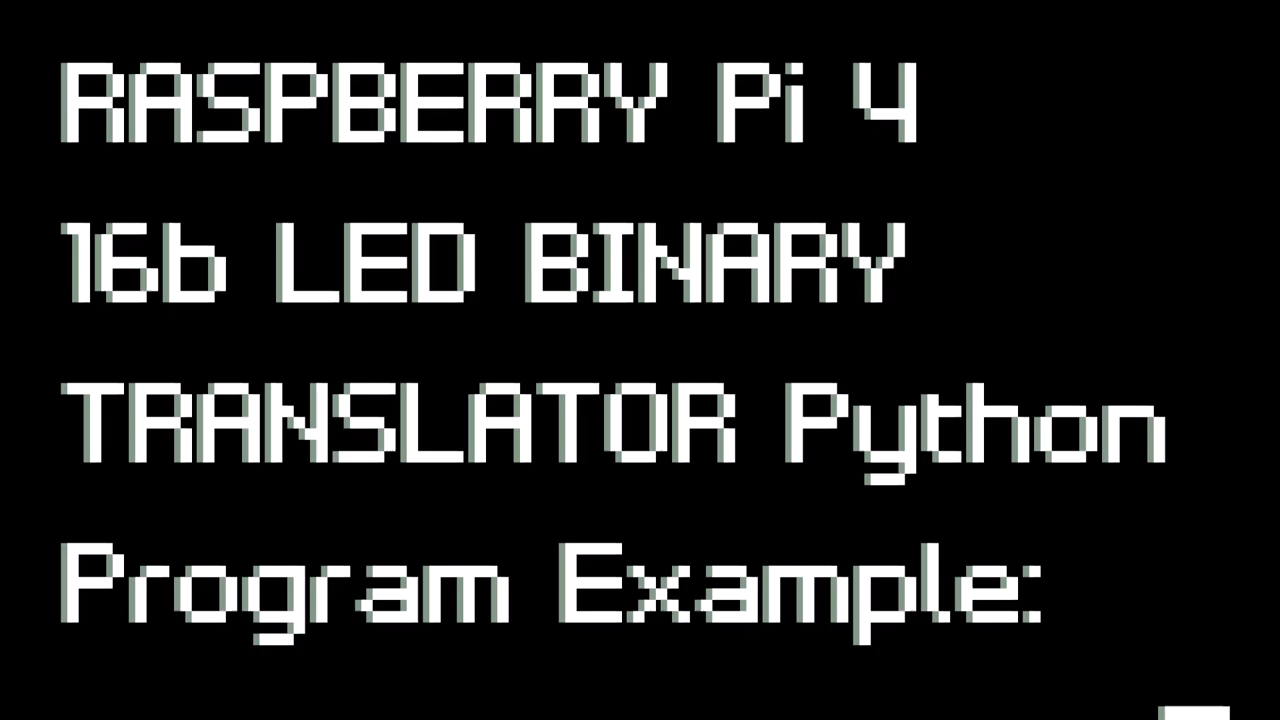 RASPBERRY Pi 4
16b LED BINARY
TRANSLATOR Python
Program Example: